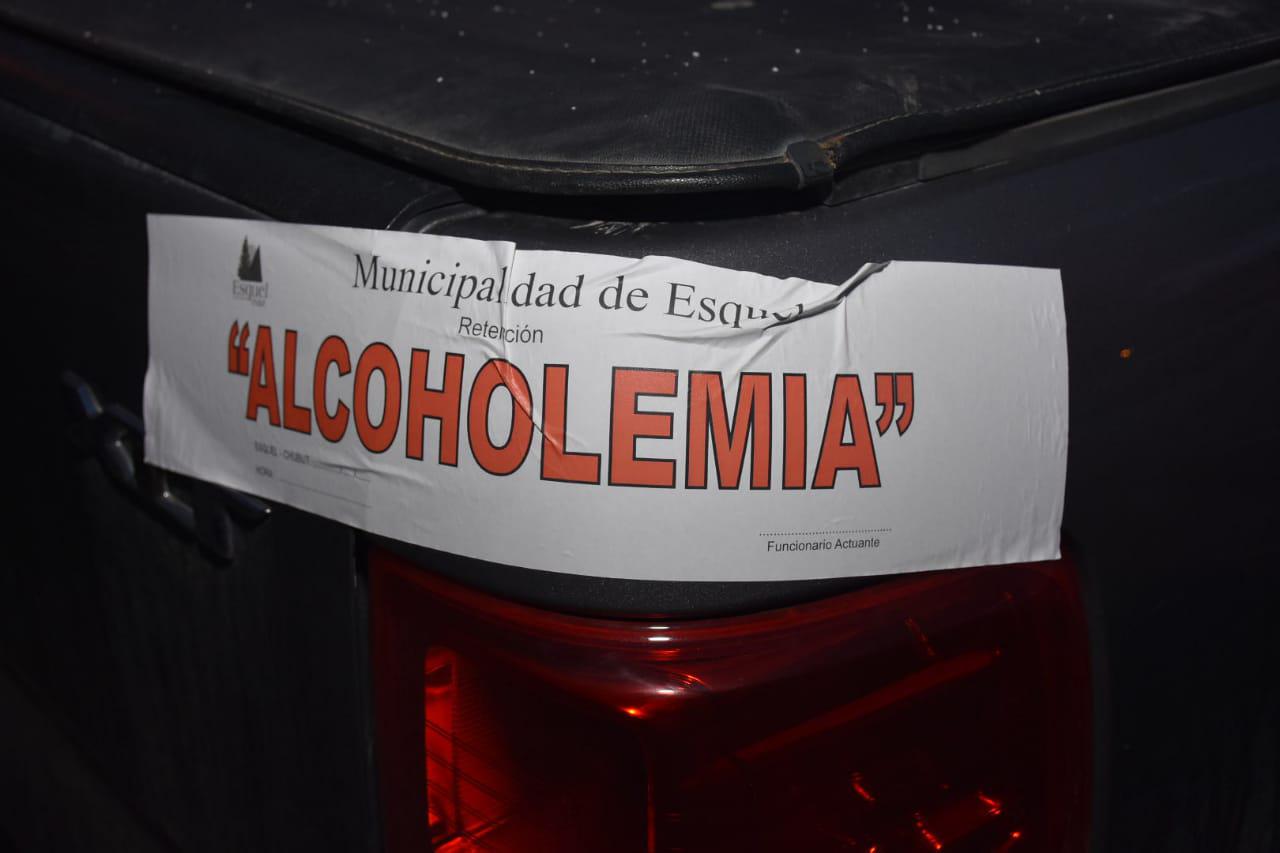 Esquel
Municipalidad de Esquel
Retención
“ALCOHOLEMIA”
ESQUEL - CHUBUT
HORA
Funcionario Actuante